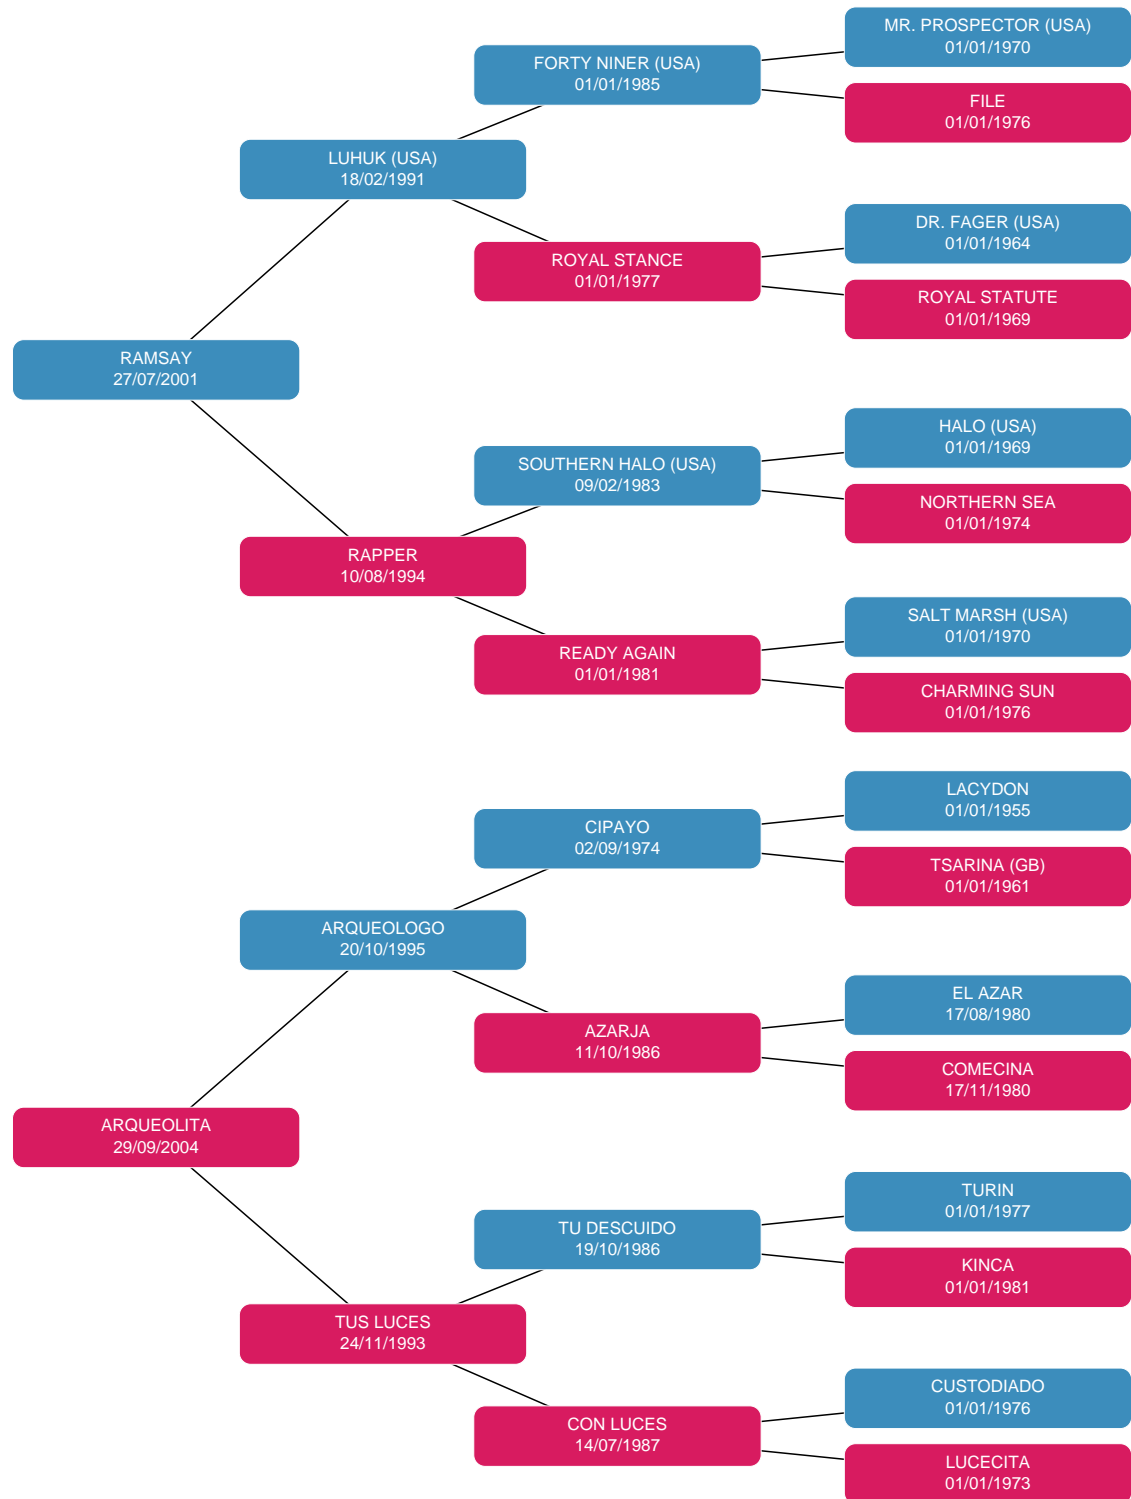 MR. PROSPECTOR (USA)
01/01/1970
FORTY NINER (USA)
01/01/1985
FILE
01/01/1976
LUHUK (USA)
18/02/1991
DR. FAGER (USA)
01/01/1964
ROYAL STANCE
01/01/1977
ROYAL STATUTE
01/01/1969
RAMSAY
27/07/2001
HALO (USA)
01/01/1969
SOUTHERN HALO (USA)
09/02/1983
NORTHERN SEA
01/01/1974
RAPPER
10/08/1994
SALT MARSH (USA)
01/01/1970
READY AGAIN
01/01/1981
CHARMING SUN
01/01/1976
LACYDON
01/01/1955
CIPAYO
02/09/1974
TSARINA (GB)
01/01/1961
ARQUEOLOGO
20/10/1995
EL AZAR
17/08/1980
AZARJA
11/10/1986
COMECINA
17/11/1980
ARQUEOLITA
29/09/2004
TURIN
01/01/1977
TU DESCUIDO
19/10/1986
KINCA
01/01/1981
TUS LUCES
24/11/1993
CUSTODIADO
01/01/1976
CON LUCES
14/07/1987
LUCECITA
01/01/1973